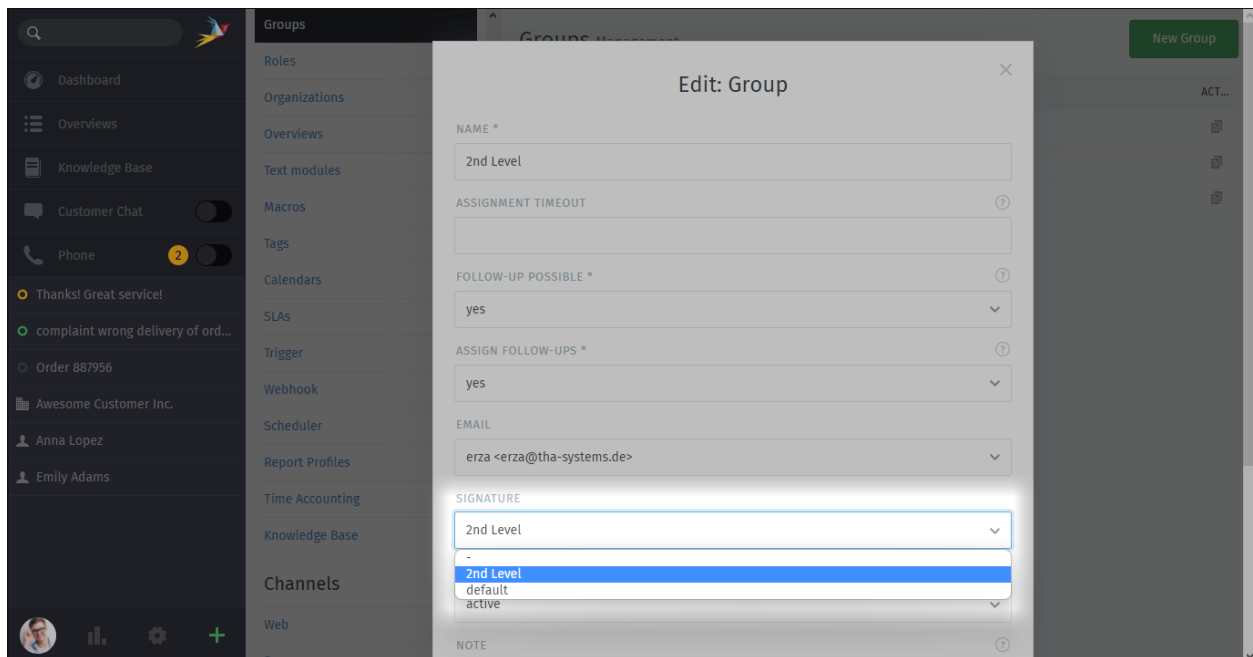 Dashboard
Overviews
Knowledge Base
Customer Chat
Phone 2
Thanks! Great service!
complaint wrong delivery of ord...
Order 887956
Awesome Customer Inc.
Anna Lopez
Emily Adams
Groups
Roles
Organizations
Overviews
Text modules
Macros
Tags
Calendars
SLAs
Trigger
Webhook
Scheduler
Report Profiles
Time Accounting
Knowledge Base
Channels
Web
Groups Management
New Group
ACT...
Edit: Group
NAME *
2nd Level
ASSIGNMENT TIMEOUT
FOLLOW-UP POSSIBLE *
yes
ASSIGN FOLLOW-UPS *
yes
EMAIL
erza <erza@tha-systems.de>
SIGNATURE
2nd Level
-
2nd Level
default
active
NOTE